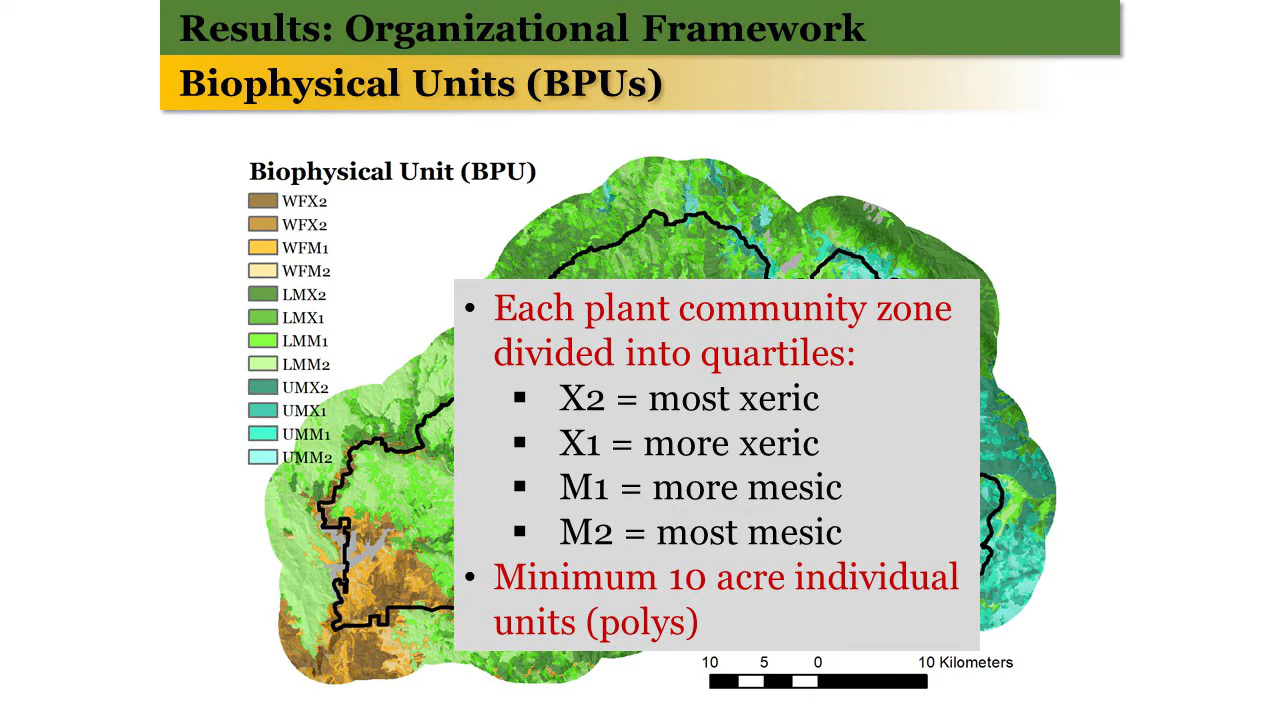 Results: Organizational Framework
Biophysical Units (BPUs)
Biophysical Unit (BPU)
WFX2
WFX2
WFM1
WFM2
LMX2
LMX1
LMM1
LMM2
UMX2
UMX1
UMM1
UMM2
• Each plant community zone
divided into quartiles:
▪ X2 = most xeric
▪ X1 = more xeric
▪ M1 = more mesic
▪ M2 = most mesic
• Minimum 10 acre individual
units (polys)
10 5 0 10 Kilometers